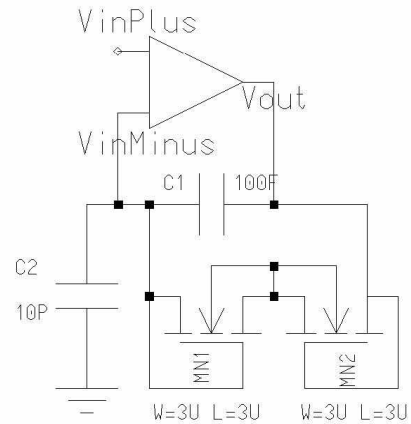 VinPlus
Vout
VinMinus
C1 100F
C2
10P
MN1
MN2
W=3U L=3U W=3U L=3U